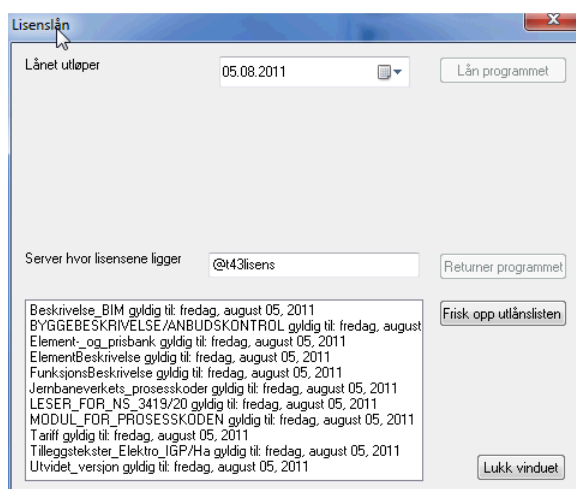 Lisenslån
Lånet utløper
05.08.2011
Lån programmet
Server hvor lisensene ligger
@t43lisens
Returner programmet
Beskrivelse_BIM gyldig til: fredag, august 05, 2011
BYGGEBESKRIVELSE/ANBUDSKONTROL gyldig til: fredag, august
Element-_og_prisbank gyldig til: fredag, august 05, 2011
ElementBeskrivelse gyldig til: fredag, august 05, 2011
FunksjonsBeskrivelse gyldig til: fredag, august 05, 2011
Jernbaneverkets_prosesskoder gyldig til: fredag, august 05, 2011
LESER_FOR_NS_3419/20 gyldig til: fredag, august 05, 2011
MODUL_FOR_PROSESSKODEN gyldig til: fredag, august 05, 2011
Tariff gyldig til: fredag, august 05, 2011
Tilleggstekster_Elektro_IGP/Ha gyldig til: fredag, august 05, 2011
Utvidet_versjon gyldig til: fredag, august 05, 2011
Frisk opp utlånslisten
Lukk vinduet